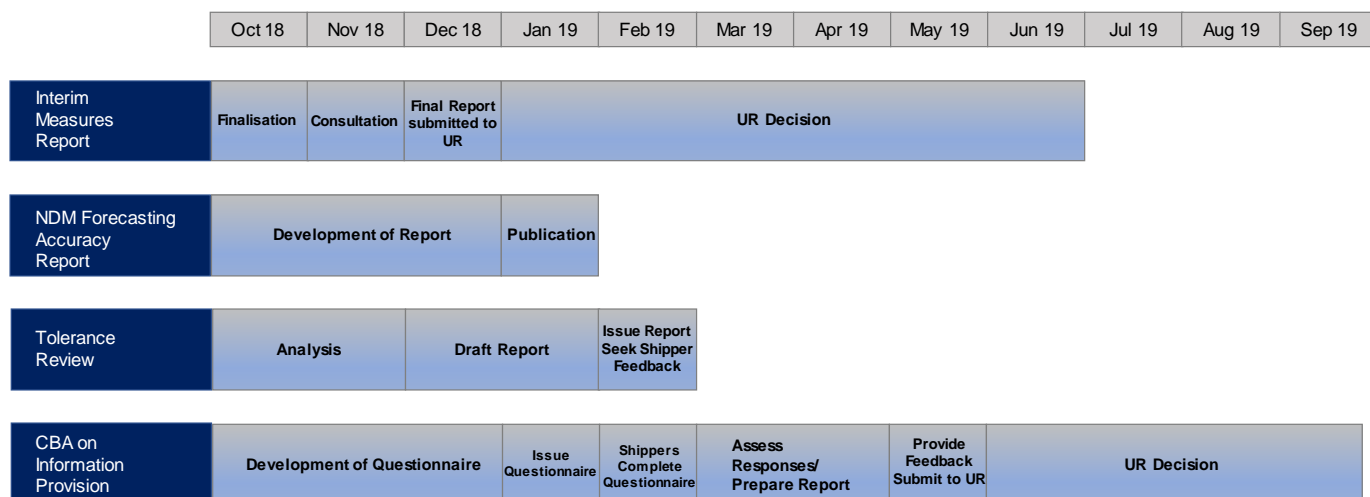 Oct 18 Nov 18 Dec 18 Jan 19 Feb 19 Mar 19 Apr 19 May 19 Jun 19 Jul 19 Aug 19 Sep 19
Interim
Measures
Report
Finalisation
Consultation
Final Report
submitted to
UR
UR Decision
NDM Forecasting
Accuracy
Report
Development of Report
Publication
Tolerance
Review
Analysis
Draft Report
Issue Report
Seek Shipper
Feedback
CBA on
Information
Provision
Development of Questionnaire
Issue
Questionnaire
Shippers
Complete
Questionnaire
Assess
Responses/
Prepare Report
Provide
Feedback
Submit to UR
UR Decision